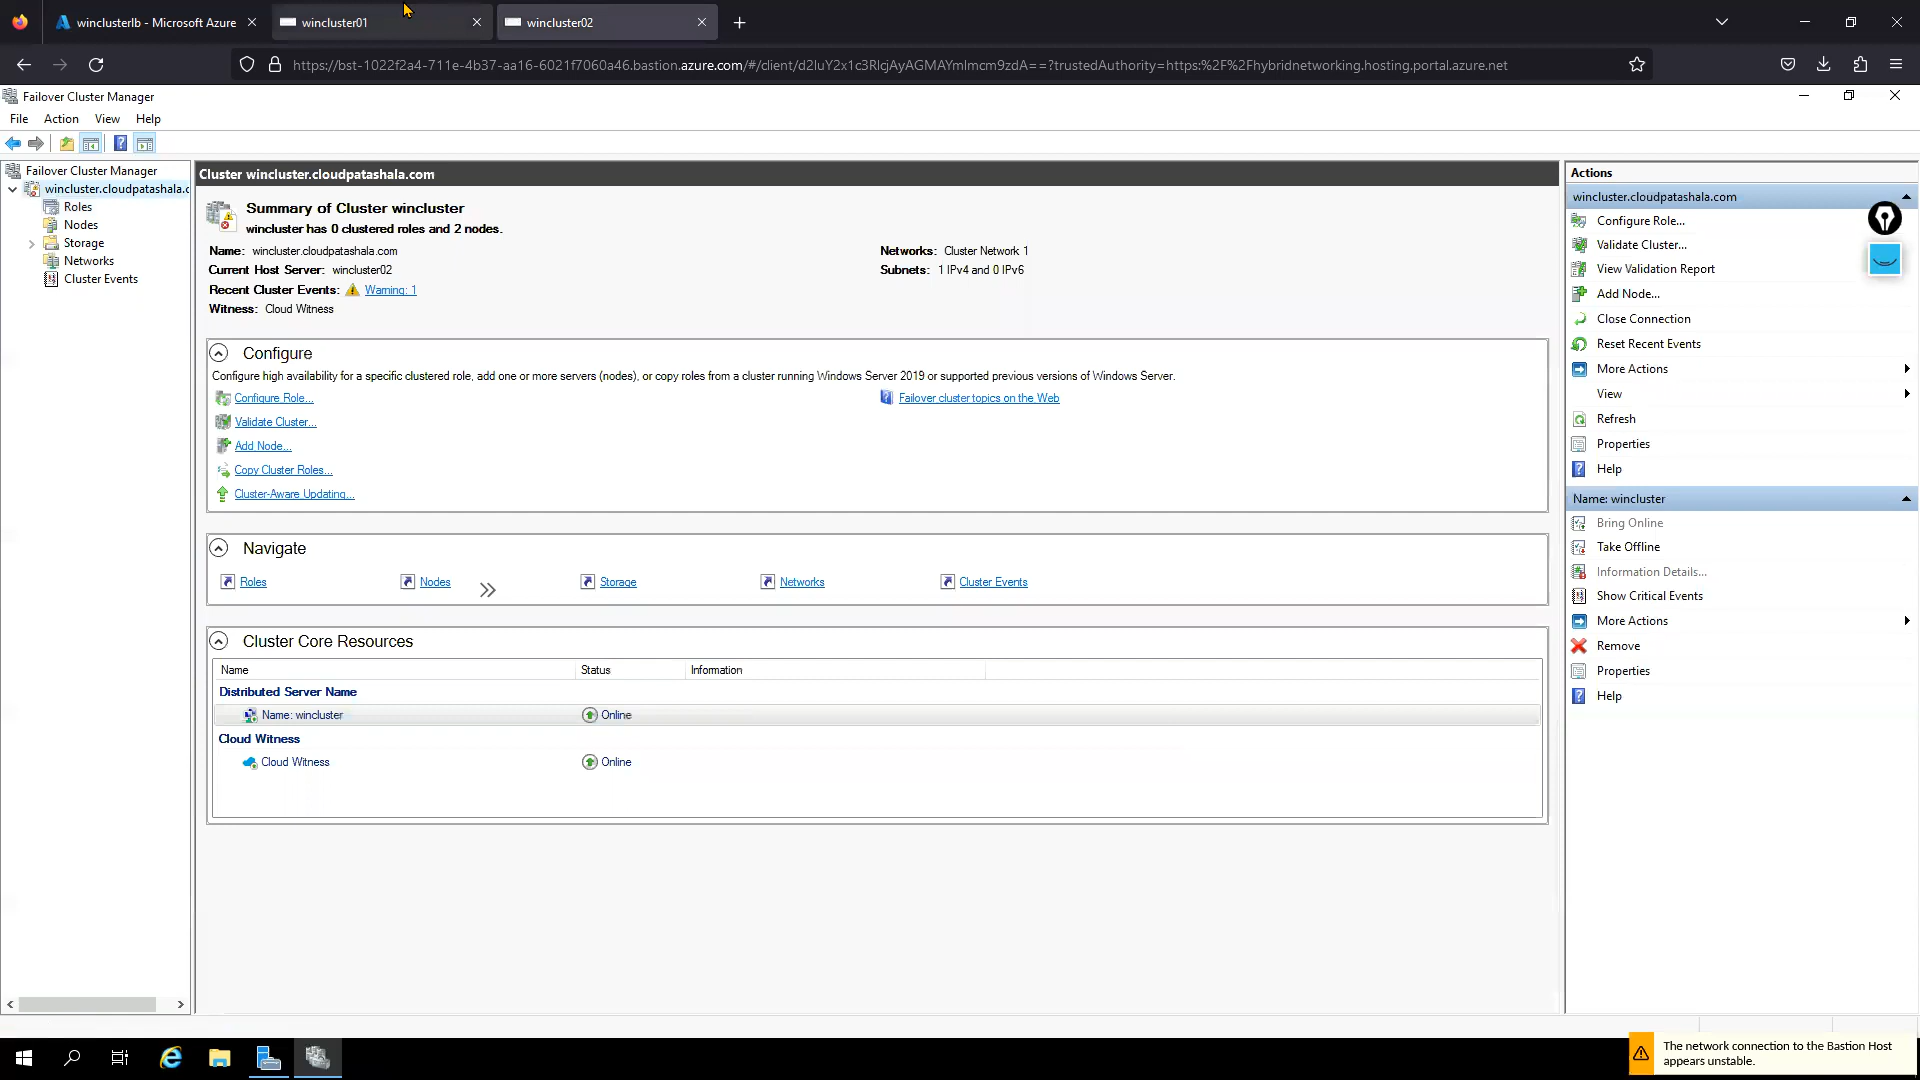 winclusterlb - Microsoft Azure
wincluster01
wincluster02
https://bst-1022f2a4-711e-4b37-aa16-6021f7060a46.bastion.azure.com/#/client/d2luY2x1c3RlcjAyAGMAYmlmcm9zdA==?trustedAuthority=https:%2F%2Fhybridnetworking.hosting.portal.azure.net
Failover Cluster Manager
File Action View Help
Failover Cluster Manager
wincluster.cloudpatashala.c
Roles
Nodes
Storage
Networks
Cluster Events
Cluster wincluster.cloudpatashala.com
Summary of Cluster wincluster
wincluster has 0 clustered roles and 2 nodes.
Name: wincluster.cloudpatashala.com
Networks: Cluster Network 1
Current Host Server: wincluster02
Subnets: 1 IPv4 and 0 IPv6
Recent Cluster Events: Warning: 1
Witness: Cloud Witness
Configure
Configure high availability for a specific clustered role, add one or more servers (nodes), or copy roles from a cluster running Windows Server 2019 or supported previous versions of Windows Server.
Configure Role...
Failover cluster topics on the Web
Validate Cluster...
Add Node...
Copy Cluster Roles...
Cluster-Aware Updating...
Navigate
Roles Nodes Storage Networks Cluster Events
Cluster Core Resources
Name Status Information
Distributed Server Name
Name: wincluster Online
Cloud Witness
Cloud Witness Online
Actions
wincluster.cloudpatashala.com
Configure Role...
Validate Cluster...
View Validation Report
Add Node...
Close Connection
Reset Recent Events
More Actions
View
Refresh
Properties
Help
Name: wincluster
Bring Online
Take Offline
Information Details...
Show Critical Events
More Actions
Remove
Properties
Help
The network connection to the Bastion Host
appears unstable.